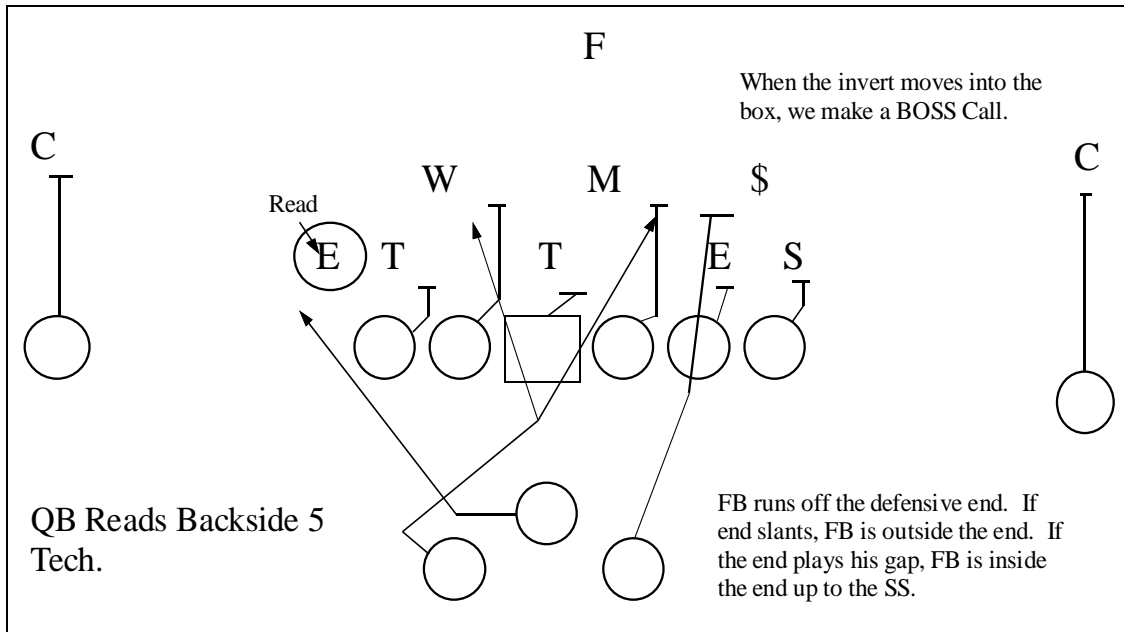 F
When the invert moves into the
box, we make a BOSS Call.
C
C
W
M
$
Read
E
T
T
E
S
QB Reads Backside 5
Tech.
FB runs off the defensive end. If
end slants, FB is outside the end. If
the end plays his gap, FB is inside
the end up to the SS.